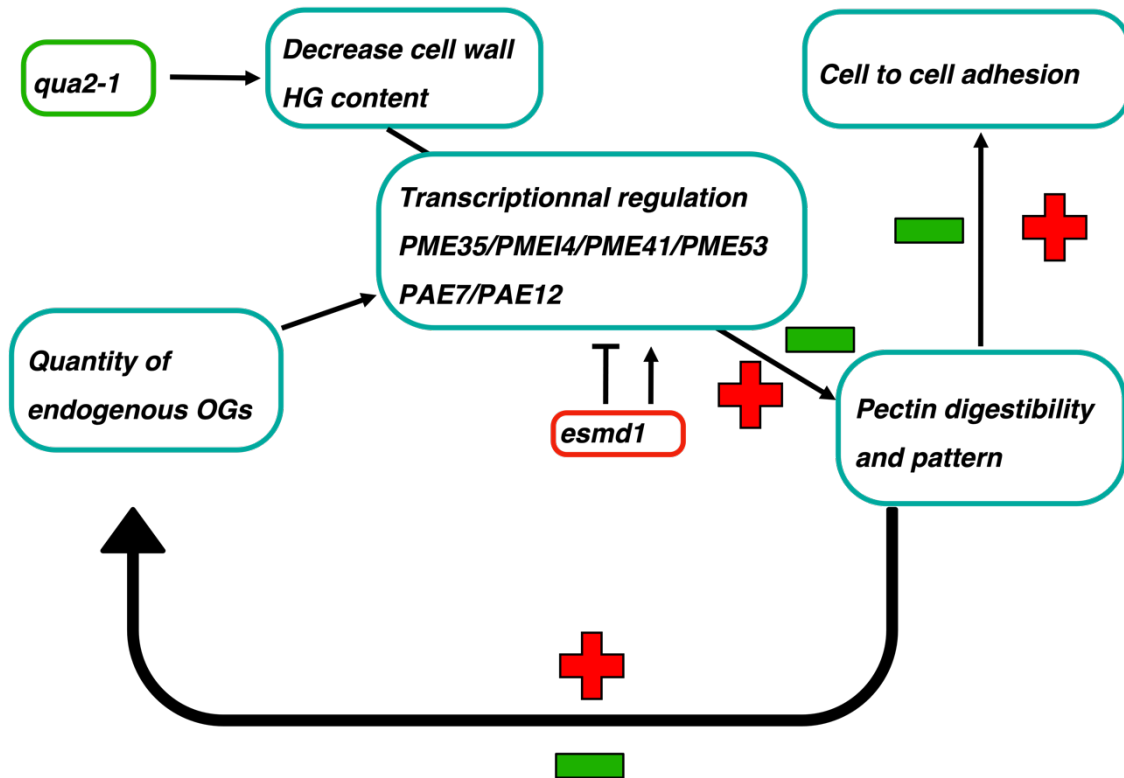 qua2-1
Decrease cell wall
HG content
Cell to cell adhesion
Transcriptionnal regulation
PME35/PMEI4/PME41/PME53
PAE7/PAE12
Quantity of
endogenous OGs
esmd1
Pectin digestibility
and pattern